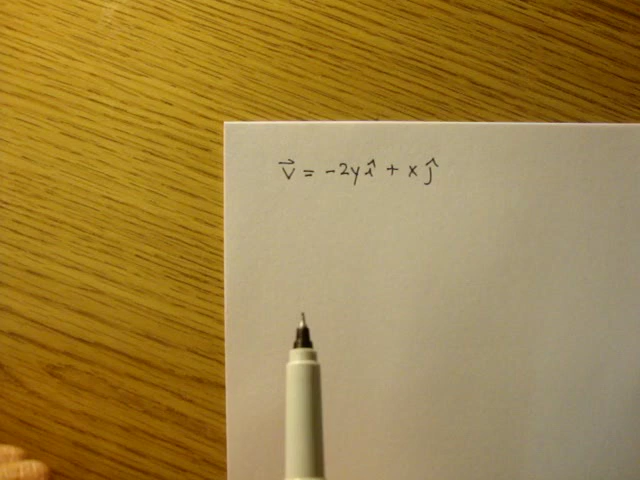 v⃗ = -2y î + x ĵ